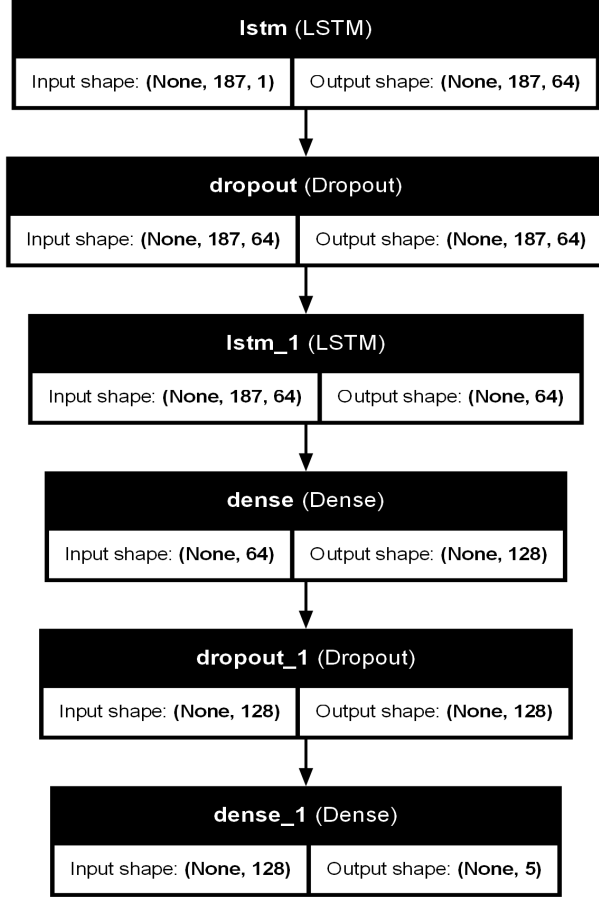 lstm (LSTM)
Input shape: (None, 187, 1) Output shape: (None, 187, 64)
dropout (Dropout)
Input shape: (None, 187, 64) Output shape: (None, 187, 64)
lstm_1 (LSTM)
Input shape: (None, 187, 64) Output shape: (None, 64)
dense (Dense)
Input shape: (None, 64) Output shape: (None, 128)
dropout_1 (Dropout)
Input shape: (None, 128) Output shape: (None, 128)
dense_1 (Dense)
Input shape: (None, 128) Output shape: (None, 5)